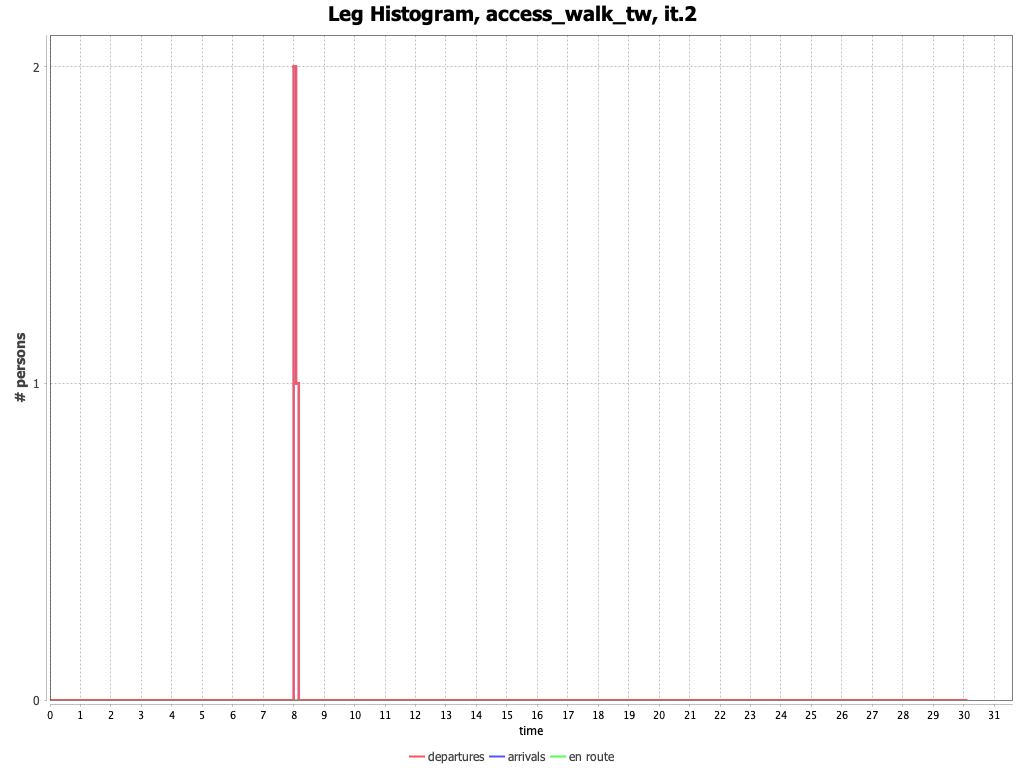 Leg Histogram, access_walk_tw, it.2
# persons
2
1
0
0 1 2 3 4 5 6 7 8 9 10 11 12 13 14 15 16 17 18 19 20 21 22 23 24 25 26 27 28 29 30 31
time
departures arrivals en route